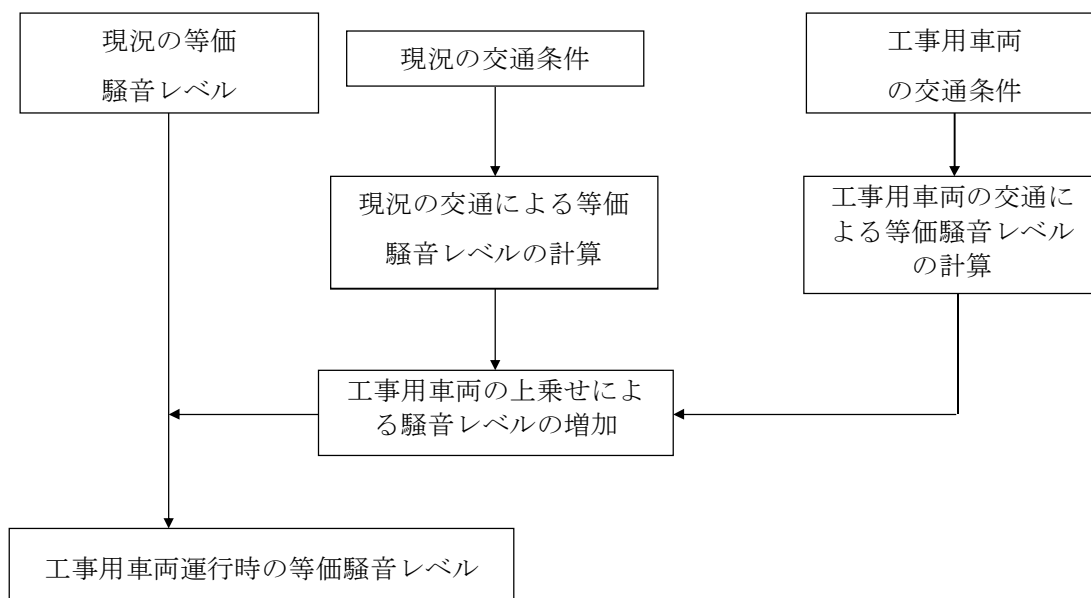 現況の等価
騒音レベル
現況の交通条件
工事用車両
の交通条件
現況の交通による等価
騒音レベルの計算
工事用車両の交通に
よる等価騒音レベル
の計算
工事用車両の上乗せによ
る騒音レベルの増加
工事用車両運行時の等価騒音レベル